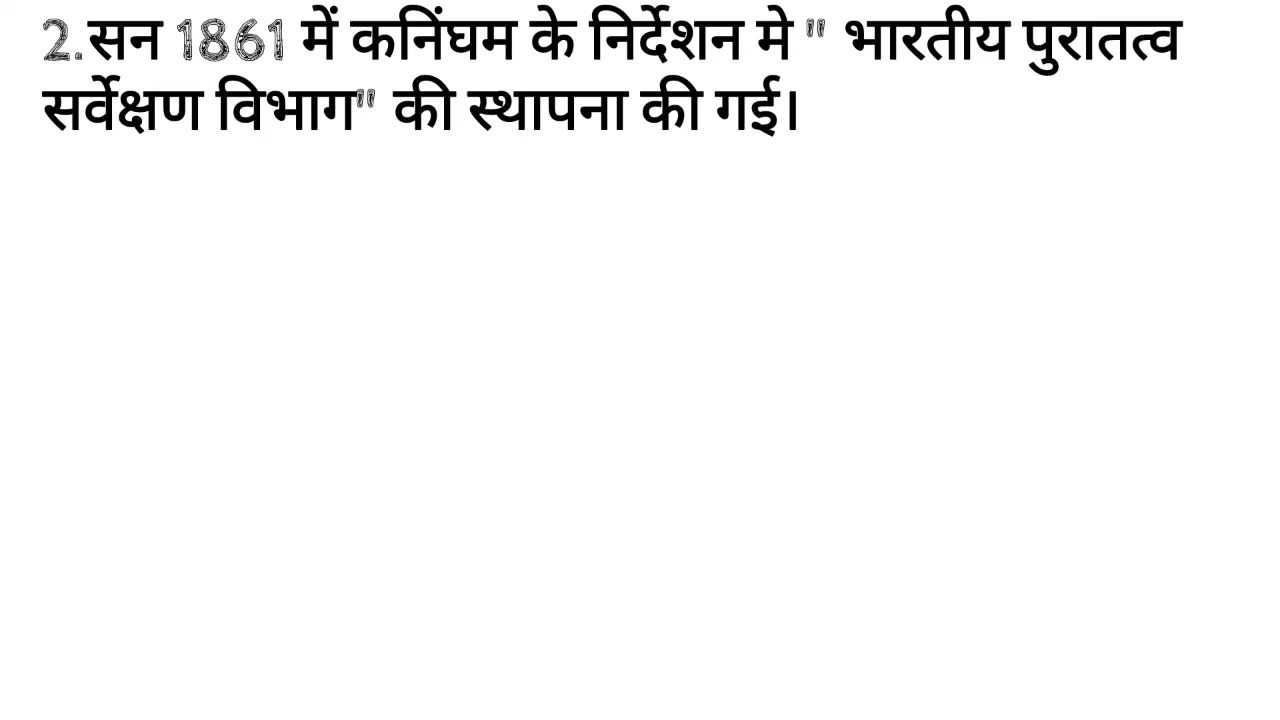 2.सन 1861 में कनिंघम के निर्देशन मे " भारतीय पुरातत्व
सर्वेक्षण विभाग" की स्थापना की गई।